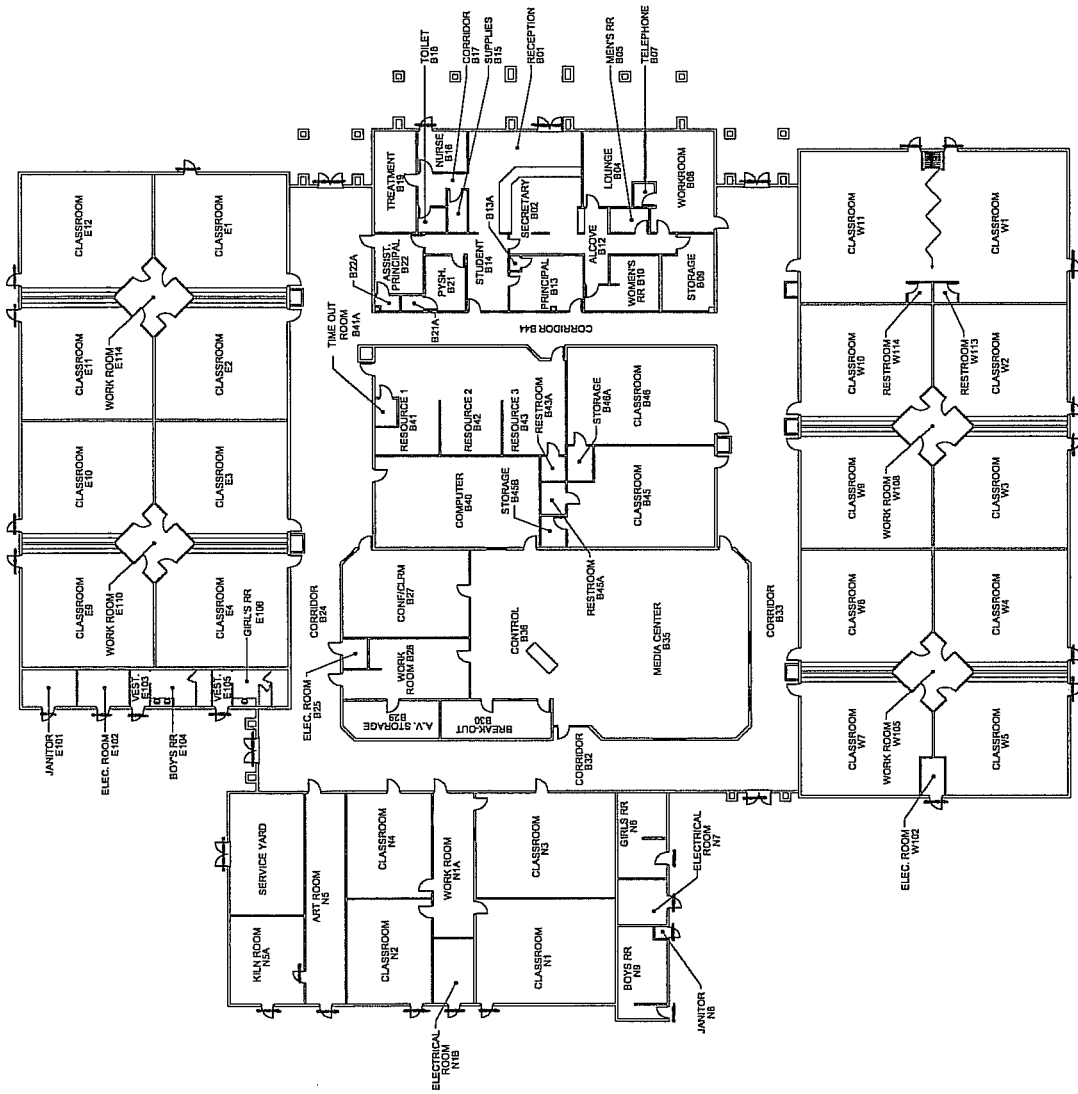 JANITOR
E101
ELEC. ROOM
E102
VEST.
E103
BOY'S RR
E104
VEST.
E105
GIRL'S RR
E106
CLASSROOM
E9
WORK ROOM
E110
CLASSROOM
E4
CLASSROOM
E10
CLASSROOM
E3
CLASSROOM
E11
WORK ROOM
E114
CLASSROOM
E2
CLASSROOM
E12
CLASSROOM
E1
SERVICE YARD
KILN ROOM
N5A
ART ROOM
N5
CLASSROOM
N4
CLASSROOM
N2
WORK ROOM
N1A
ELECTRICAL
ROOM
N1B
CLASSROOM
N3
CLASSROOM
N1
GIRLS RR
N6
ELECTRICAL
ROOM
N7
BOYS RR
N9
JANITOR
N8
CORRIDOR
B24
ELEC. ROOM
B25
CONF/CLRM
B27
WORK
ROOM B28
A.V. STORAGE
B29
BREAK-OUT
B30
CORRIDOR
B32
CONTROL
B36
MEDIA CENTER
B35
CORRIDOR
B33
COMPUTER
B40
STORAGE
B45B
RESTROOM
B45A
CLASSROOM
B45
TIME OUT
ROOM
B41A
RESOURCE 1
B41
RESOURCE 2
B42
RESOURCE 3
B43
RESTROOM
B43A
STORAGE
B46A
CLASSROOM
B46
CORRIDOR B44
B22A
B21A
ASSIST.
PRINCIPAL
B22
PYSH.
B21
STUDENT
B14
B13A
PRINCIPAL
B13
ALCOVE
B12
WOMEN'S
RR B10
STORAGE
B09
TREATMENT
B19
NURSE
B16
SECRETARY
B02
LOUNGE
B04
WORKROOM
B08
TOILET
B18
CORRIDOR
B17
SUPPLIES
B15
RECEPTION
B01
MEN'S RR
B05
TELEPHONE
B07
ELEC. ROOM
W102
CLASSROOM
W7
WORK ROOM
W105
CLASSROOM
W5
CLASSROOM
W8
CLASSROOM
W4
CLASSROOM
W9
WORK ROOM
W108
CLASSROOM
W3
CLASSROOM
W10
RESTROOM
W114
RESTROOM
W113
CLASSROOM
W2
CLASSROOM
W11
CLASSROOM
W1